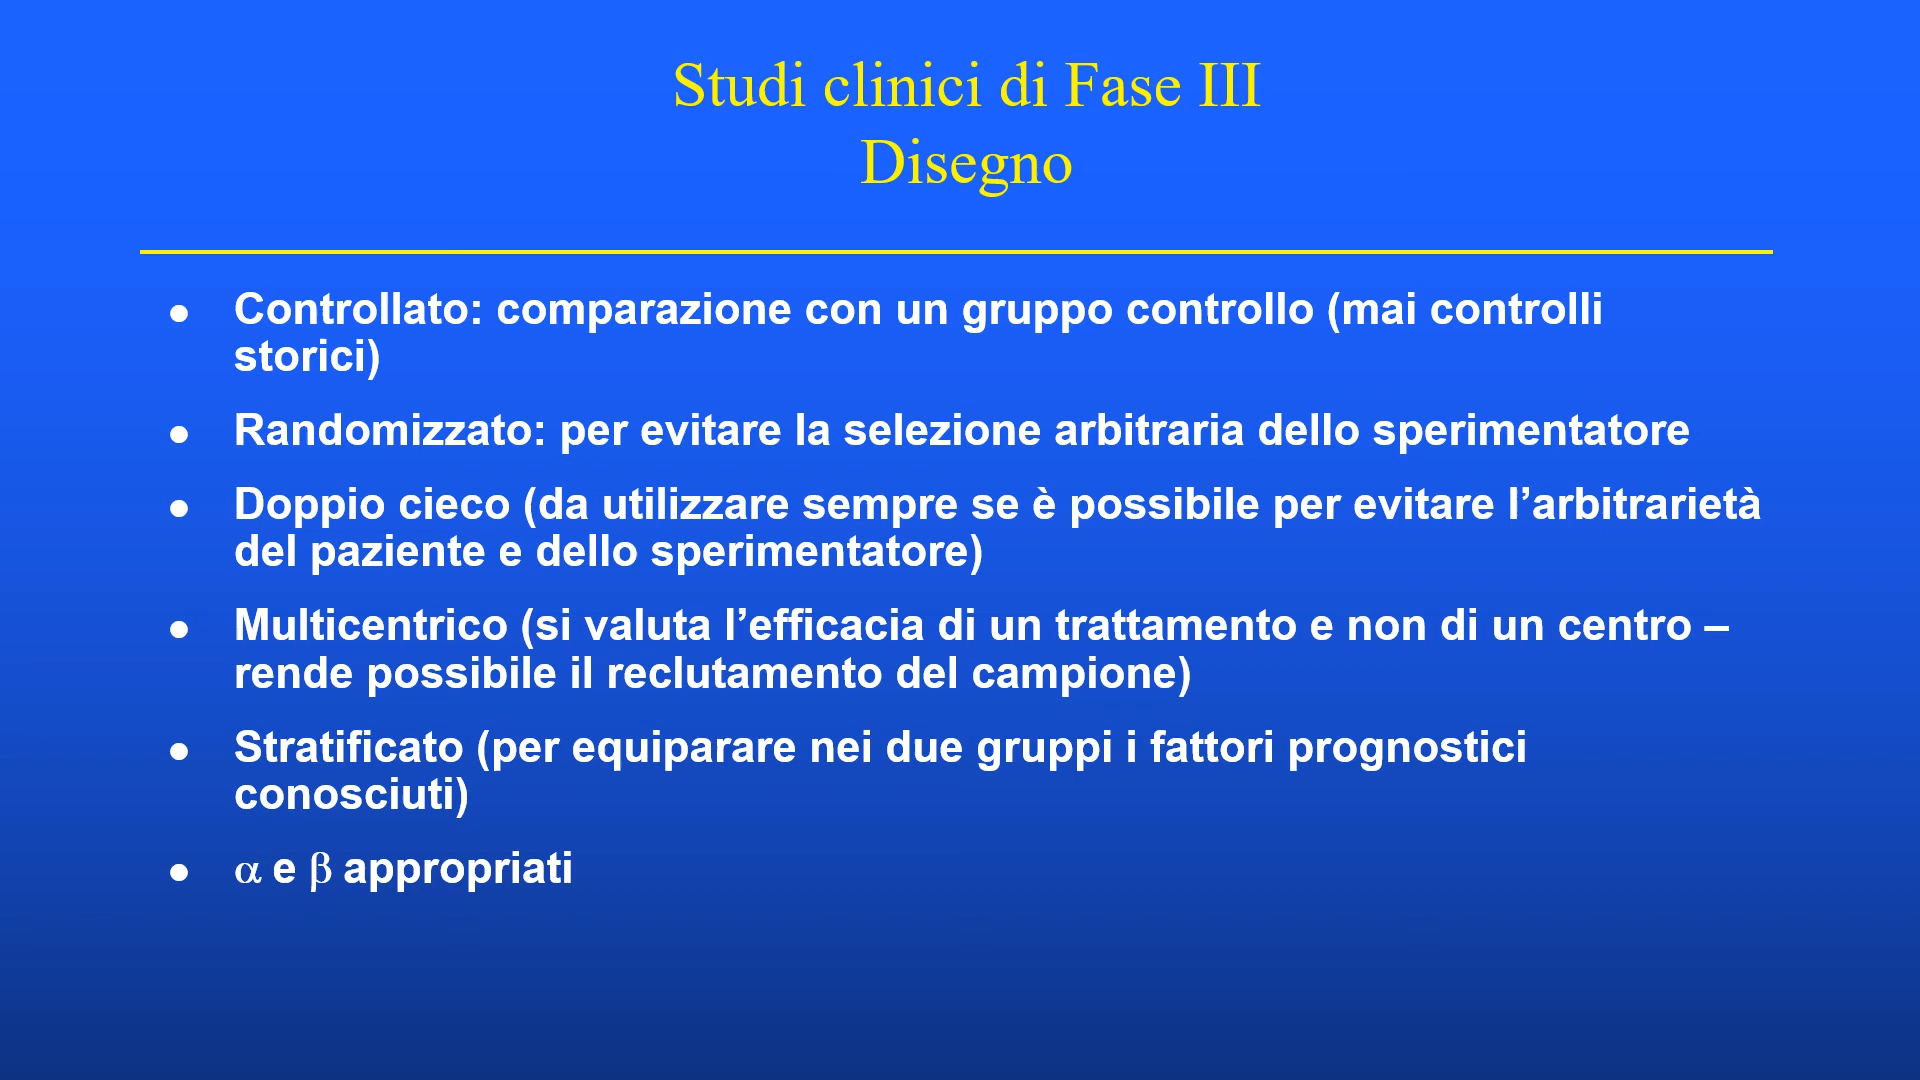 Studi clinici di Fase III
Disegno
● Controllato: comparazione con un gruppo controllo (mai controlli
storici)
● Randomizzato: per evitare la selezione arbitraria dello sperimentatore
● Doppio cieco (da utilizzare sempre se è possibile per evitare l’arbitrarietà
del paziente e dello sperimentatore)
● Multicentrico (si valuta l’efficacia di un trattamento e non di un centro –
rende possibile il reclutamento del campione)
● Stratificato (per equiparare nei due gruppi i fattori prognostici
conosciuti)
● α e β appropriati